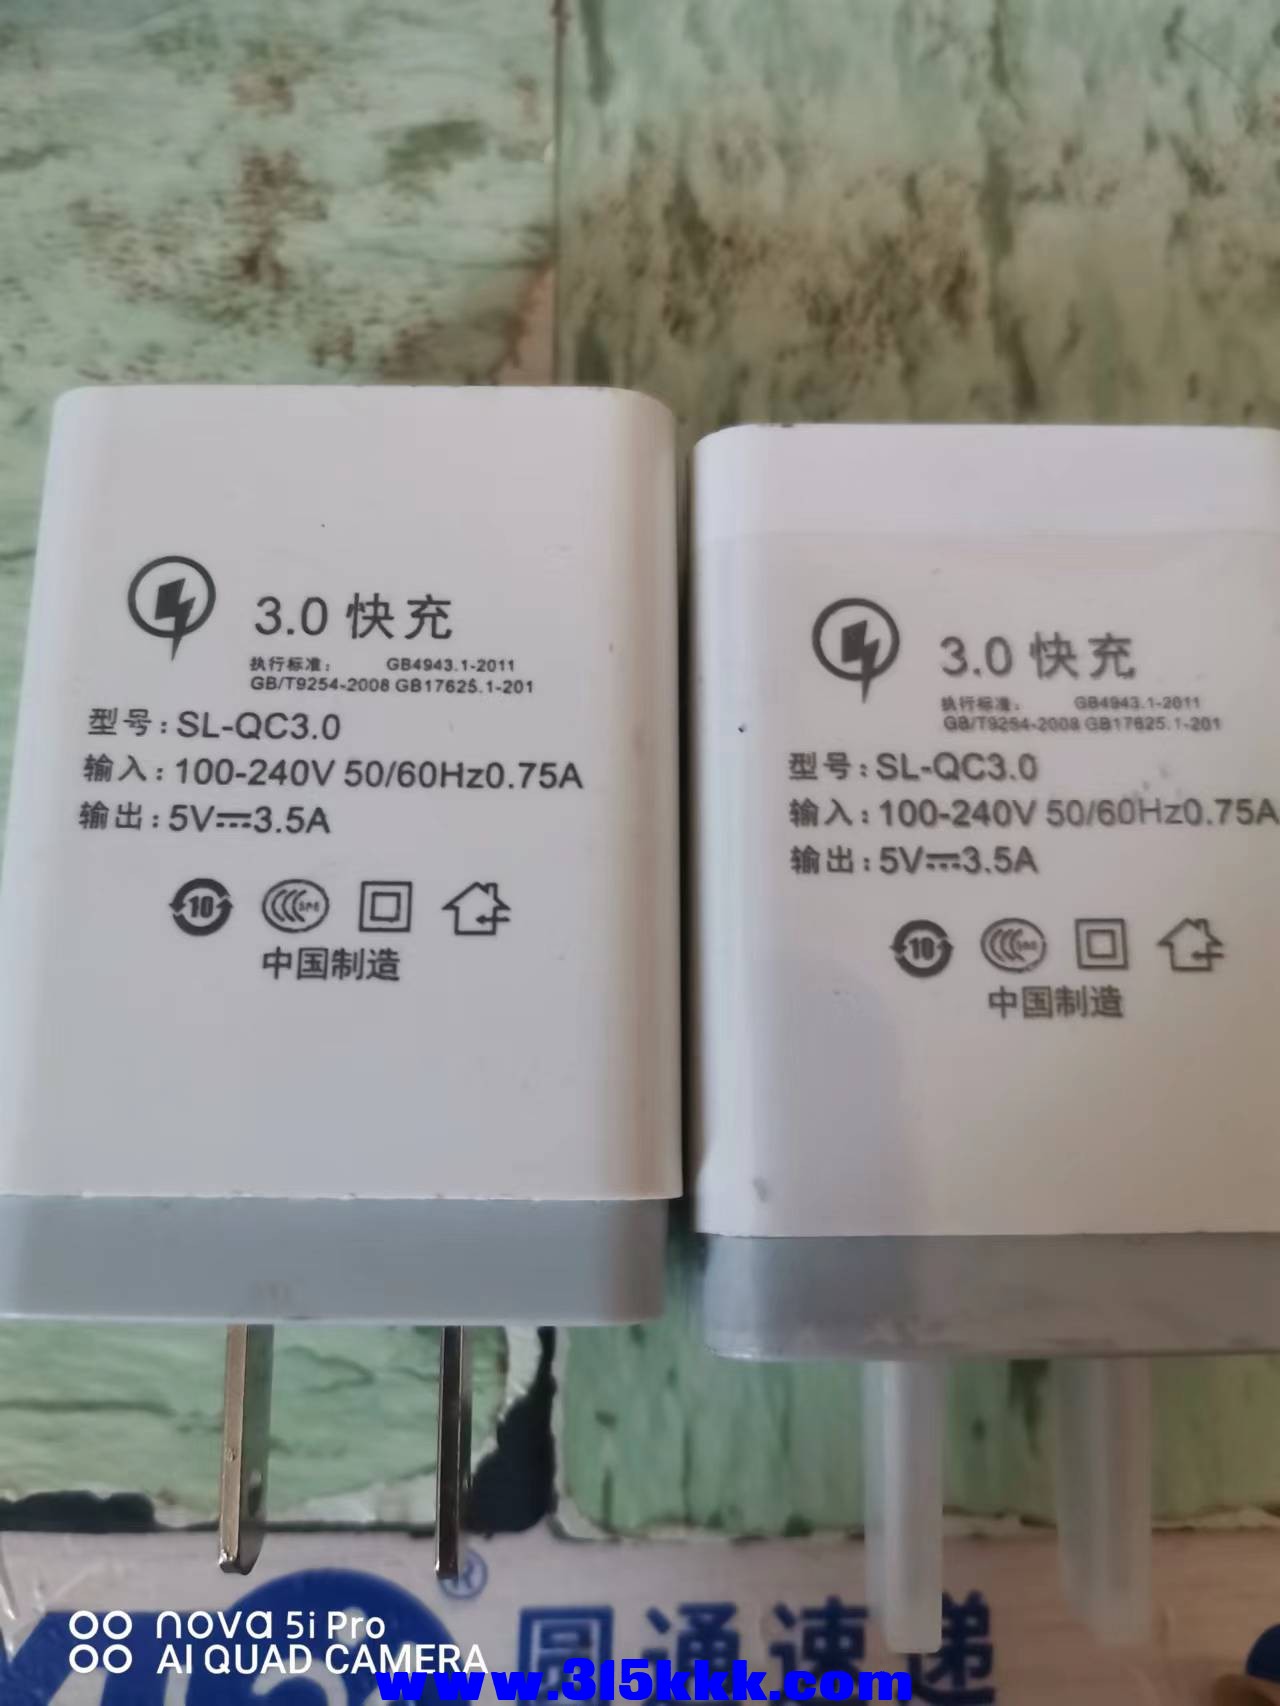 3.0 快充
执行标准： GB4943.1-2011
GB/T9254-2008 GB17625.1-201
型号：SL-QC3.0
输入：100-240V 50/60Hz0.75A
输出：5V⎓3.5A
10
中国制造
3.0 快充
执行标准： GB4943.1-2011
GB/T9254-2008 GB17625.1-201
型号：SL-QC3.0
输入：100-240V 50/60Hz0.75A
输出：5V⎓3.5A
10
中国制造
®
圆通速递
nova 5i Pro
AI QUAD CAMERA
www.315kkk.com